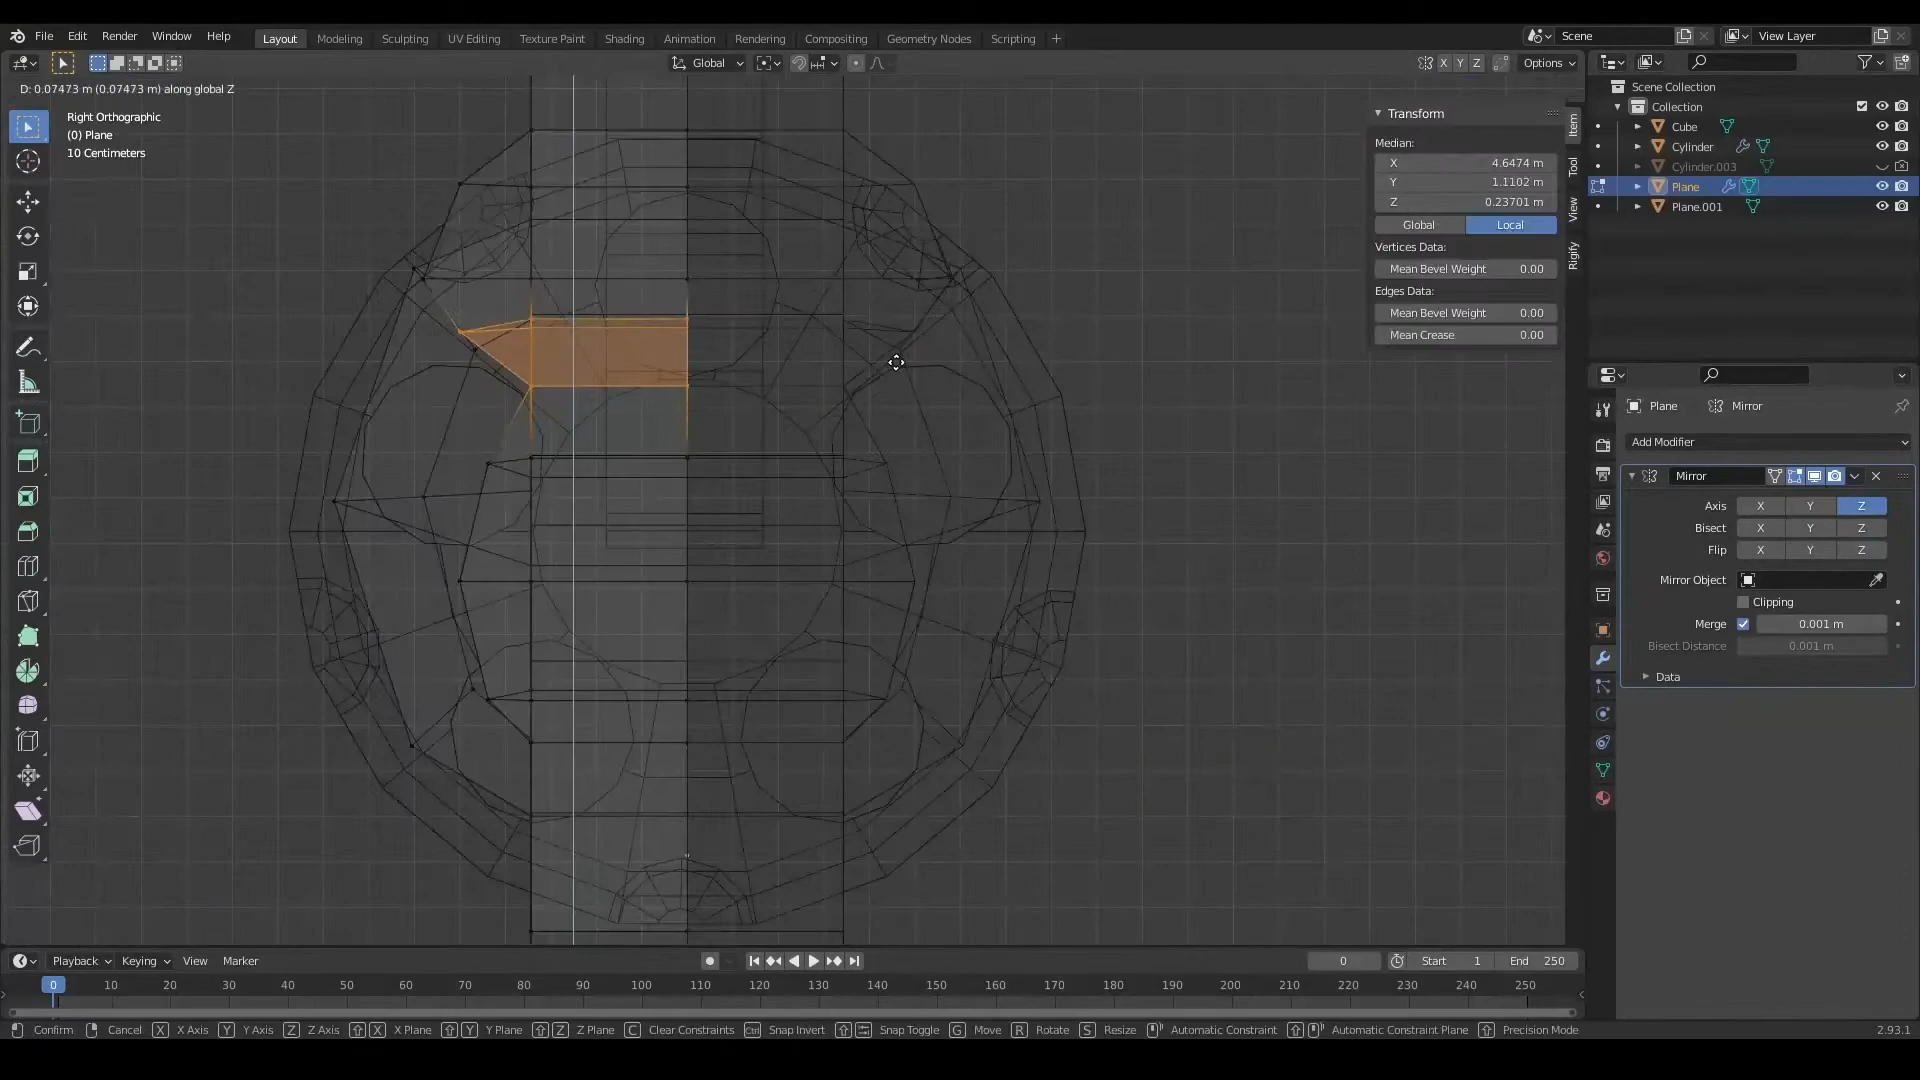 File Edit Render Window Help Layout Modeling Sculpting UV Editing Texture Paint Shading Animation Rendering Compositing Geometry Nodes Scripting + Scene View Layer
Global X Y Z Options
D: 0.07473 m (0.07473 m) along global Z
Right Orthographic
(0) Plane
10 Centimeters
Transform
Median:
X 4.6474 m
Y 1.1102 m
Z 0.23701 m
Global Local
Vertices Data:
Mean Bevel Weight 0.00
Edges Data:
Mean Bevel Weight 0.00
Mean Crease 0.00
Item
Tool
View
Rigify
Scene Collection
Collection
Cube
Cylinder
Cylinder.003
Plane
Plane.001
Plane Mirror
Add Modifier
Mirror
Axis X Y Z
Bisect X Y Z
Flip X Y Z
Mirror Object
Clipping
Merge 0.001 m
Bisect Distance 0.001 m
Data
Playback Keying View Marker 0 Start 1 End 250
0 10 20 30 40 50 60 70 80 90 100 110 120 130 140 150 160 170 180 190 200 210 220 230 240 250
Confirm Cancel X X Axis Y Y Axis Z Z Axis X X Plane Y Y Plane Z Z Plane C Clear Constraints Ctrl Snap Invert Snap Toggle G Move R Rotate S Resize Automatic Constraint Automatic Constraint Plane Precision Mode 2.93.1